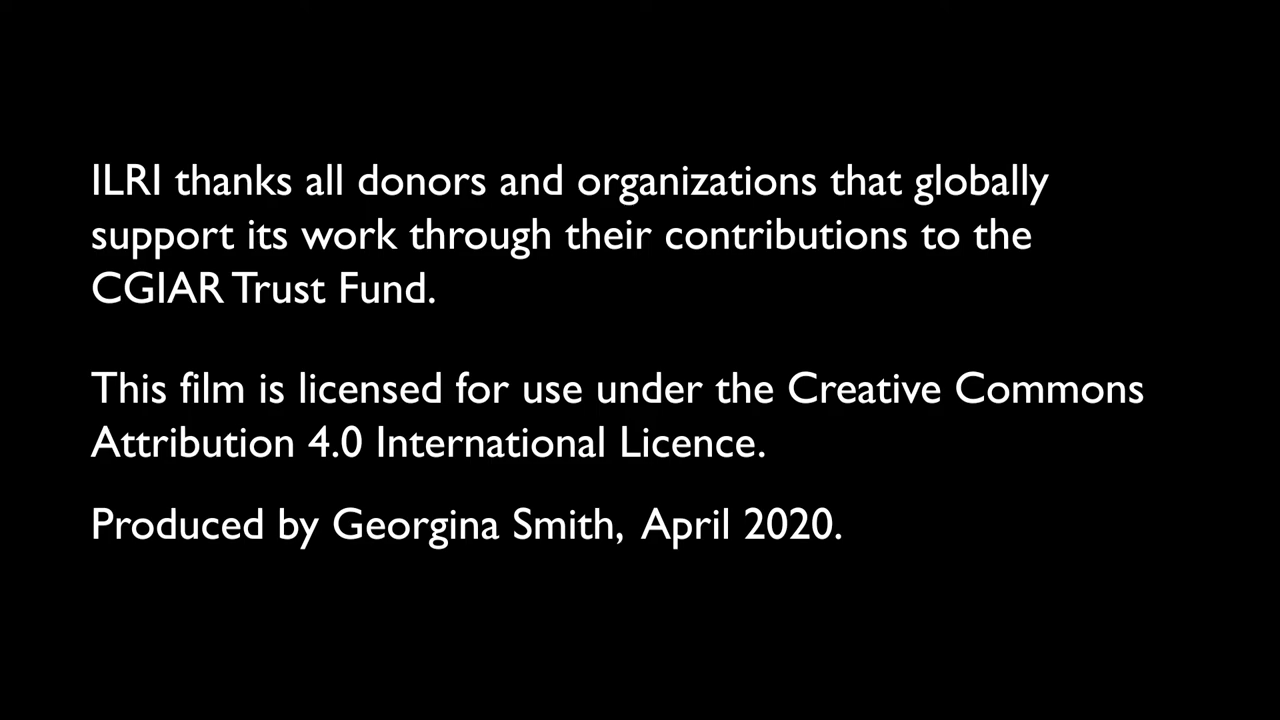 ILRI thanks all donors and organizations that globally
support its work through their contributions to the
CGIAR Trust Fund.
This film is licensed for use under the Creative Commons
Attribution 4.0 International Licence.
Produced by Georgina Smith, April 2020.